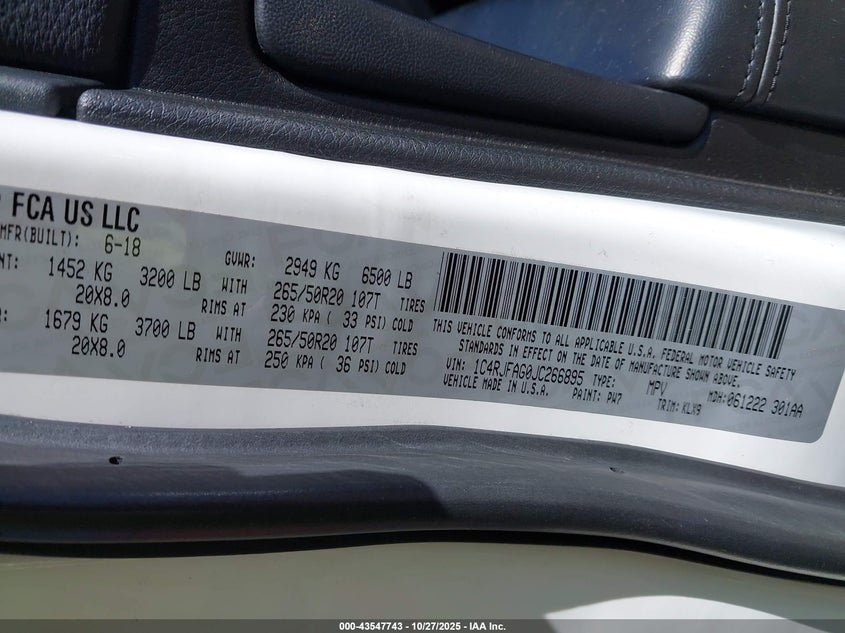 FCA US LLC
MFR(BUILT): 6-18
GVWR: 2949 KG 6500 LB
1452 KG 3200 LB WITH 265/50R20 107T TIRES
20X8.0 RIMS AT 230 KPA ( 33 PSI) COLD
1679 KG 3700 LB WITH 265/50R20 107T TIRES
20X8.0 RIMS AT 250 KPA ( 36 PSI) COLD
THIS VEHICLE CONFORMS TO ALL APPLICABLE U.S.A. FEDERAL MOTOR VEHICLE SAFETY
STANDARDS IN EFFECT ON THE DATE OF MANUFACTURE SHOWN ABOVE.
VIN: 1C4RJFAG0JC266895 TYPE: MPV MDH: 061222 301AA
VEHICLE MADE IN U.S.A. PAINT: PW7 TRIM: KLX9
000-43547743 | 10/27/2025 - IAA Inc.